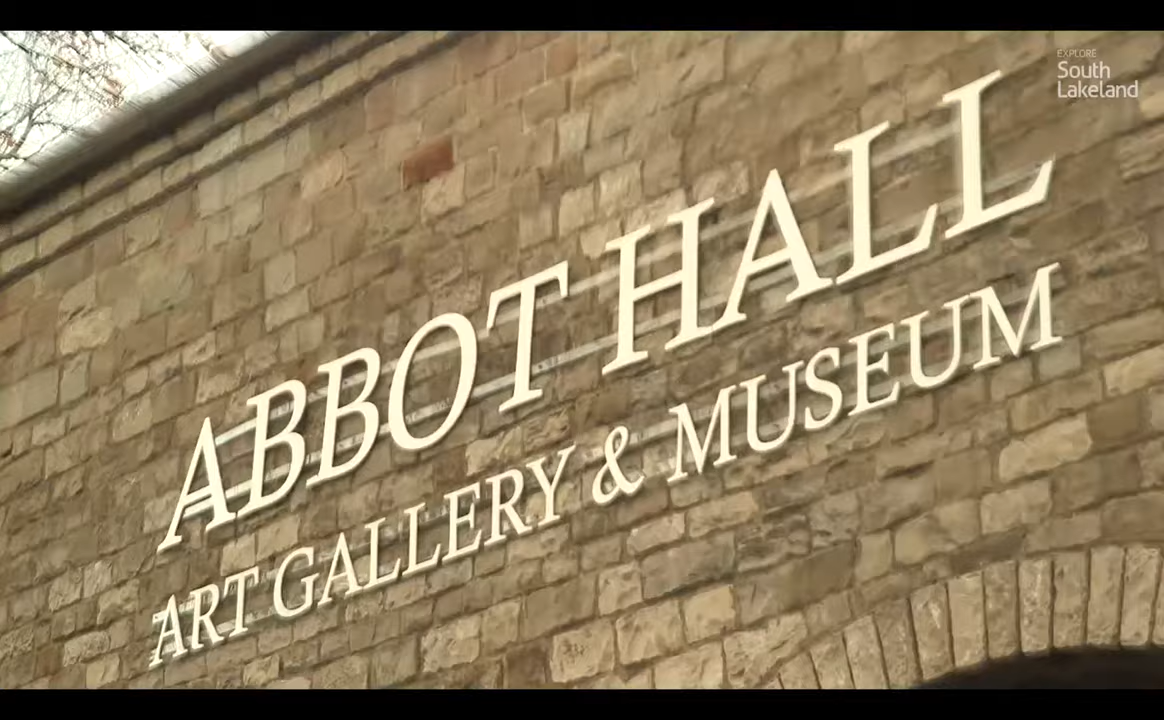 EXPLORE
South
Lakeland
ABBOT HALL
ART GALLERY & MUSEUM